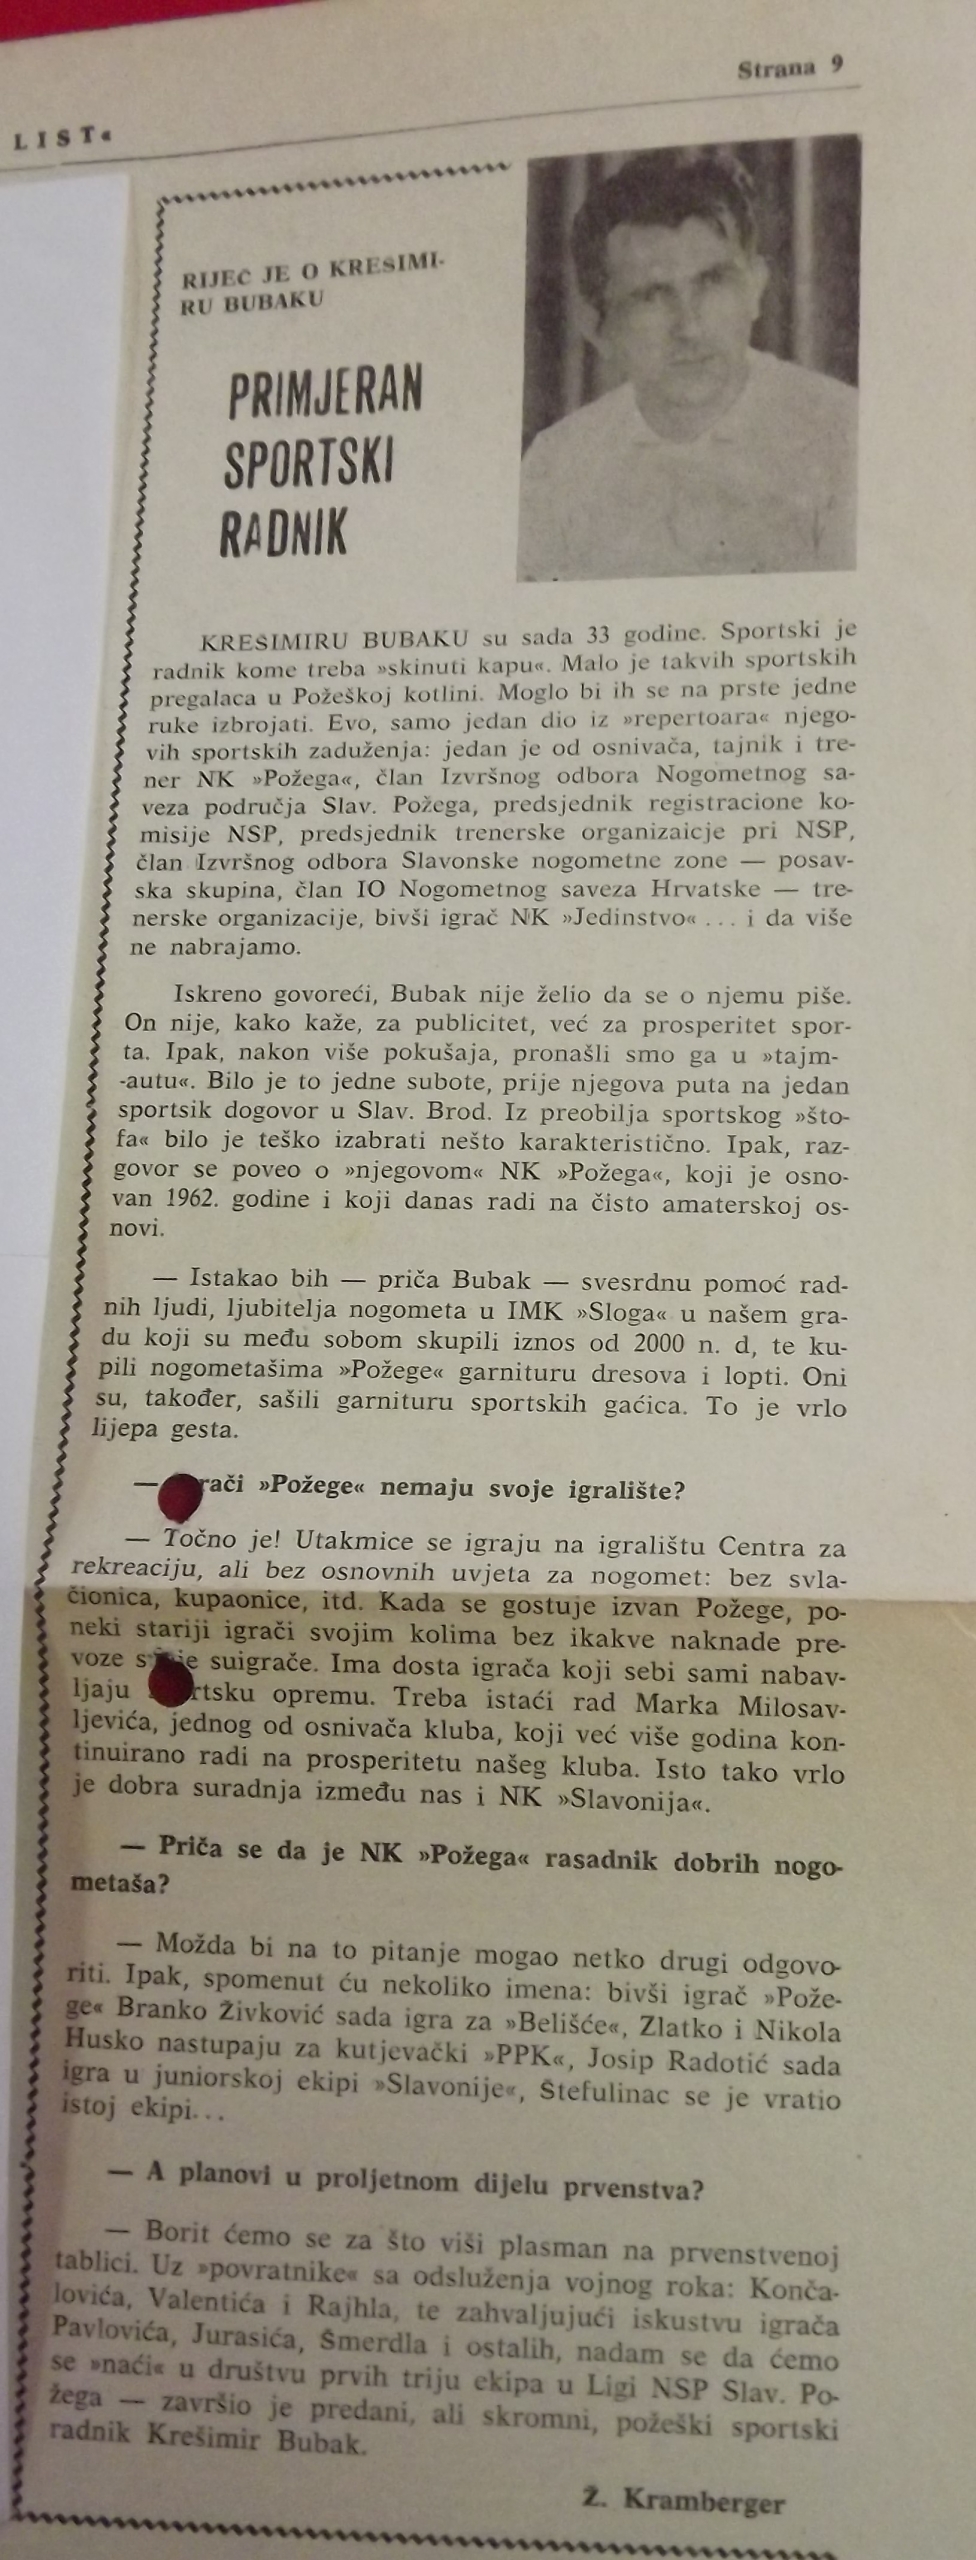 Strana 9
LIST«
RIJEČ JE O KREŠIMI-
RU BUBAKU
PRIMJERAN
SPORTSKI
RADNIK
KREŠIMIRU BUBAKU su sada 33 godine. Sportski je
radnik kome treba »skinuti kapu«. Malo je takvih sportskih
pregalaca u Požeškoj kotlini. Moglo bi ih se na prste jedne
ruke izbrojati. Evo, samo jedan dio iz »repertoara« njego-
vih sportskih zaduženja: jedan je od osnivača, tajnik i tre-
ner NK »Požega«, član Izvršnog odbora Nogometnog sa-
veza područja Slav. Požega, predsjednik registracione ko-
misije NSP, predsjednik trenerske organizaicje pri NSP,
član Izvršnog odbora Slavonske nogometne zone — posav-
ska skupina, član IO Nogometnog saveza Hrvatske — tre-
nerske organizacije, bivši igrač NK »Jedinstvo« ... i da više
ne nabrajamo.
Iskreno govoreći, Bubak nije želio da se o njemu piše.
On nije, kako kaže, za publicitet, već za prosperitet spor-
ta. Ipak, nakon više pokušaja, pronašli smo ga u »tajm-
-autu«. Bilo je to jedne subote, prije njegova puta na jedan
sportsik dogovor u Slav. Brod. Iz preobilja sportskog »što-
fa« bilo je teško izabrati nešto karakteristično. Ipak, raz-
govor se poveo o »njegovom« NK »Požega«, koji je osno-
van 1962. godine i koji danas radi na čisto amaterskoj os-
novi.
— Istakao bih — priča Bubak — svesrdnu pomoć rad-
nih ljudi, ljubitelja nogometa u IMK »Sloga« u našem gra-
du koji su među sobom skupili iznos od 2000 n. d, te ku-
pili nogometašima »Požege« garnituru dresova i lopti. Oni
su, također, sašili garnituru sportskih gaćica. To je vrlo
lijepa gesta.
— rači »Požege« nemaju svoje igralište?
— Točno je! Utakmice se igraju na igralištu Centra za
rekreaciju, ali bez osnovnih uvjeta za nogomet: bez svla-
čionica, kupaonice, itd. Kada se gostuje izvan Požege, po-
neki stariji igrači svojim kolima bez ikakve naknade pre-
voze suigrače. Ima dosta igrača koji sebi sami nabav-
ljaju rtsku opremu. Treba istaći rad Marka Milosav-
ljevića, jednog od osnivača kluba, koji već više godina kon-
tinuirano radi na prosperitetu našeg kluba. Isto tako vrlo
je dobra suradnja između nas i NK »Slavonija«.
— Priča se da je NK »Požega« rasadnik dobrih nogo-
metaša?
— Možda bi na to pitanje mogao netko drugi odgovo-
riti. Ipak, spomenut ću nekoliko imena: bivši igrač »Pože-
ge« Branko Živković sada igra za »Belišće«, Zlatko i Nikola
Husko nastupaju za kutjevački »PPK«, Josip Radotić sada
igra u juniorskoj ekipi »Slavonije«, Štefulinac se je vratio
istoj ekipi...
— A planovi u proljetnom dijelu prvenstva?
— Borit ćemo se za što viši plasman na prvenstvenoj
tablici. Uz »povratnike« sa odsluženja vojnog roka: Konča-
lovića, Valentića i Rajhla, te zahvaljujući iskustvu igrača
Pavlovića, Jurasića, Šmerdla i ostalih, nadam se da ćemo
se »naći« u društvu prvih triju ekipa u Ligi NSP Slav. Po-
žega — završio je predani, ali skromni, požeški sportski
radnik Krešimir Bubak.
Ž. Kramberger